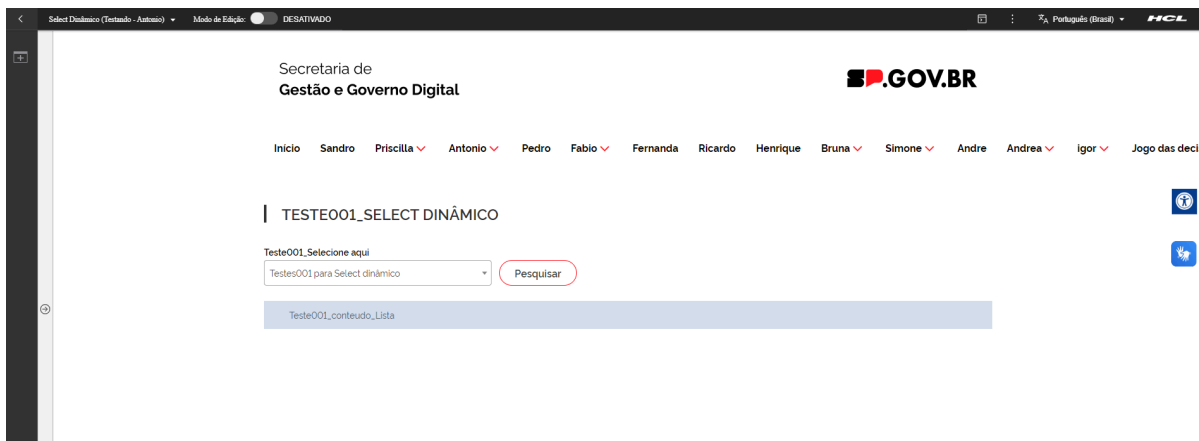 Select Dinâmico (Testando - Antonio) Modo de Edição: DESATIVADO Português (Brasil) HCL
Secretaria de
Gestão e Governo Digital
SP.GOV.BR
Início Sandro Priscilla Antonio Pedro Fabio Fernanda Ricardo Henrique Bruna Simone Andre Andrea igor Jogo das deci
TESTE001_SELECT DINÂMICO
Teste001_Selecione aqui
Testes001 para Select dinâmico Pesquisar
Teste001_conteudo_Lista